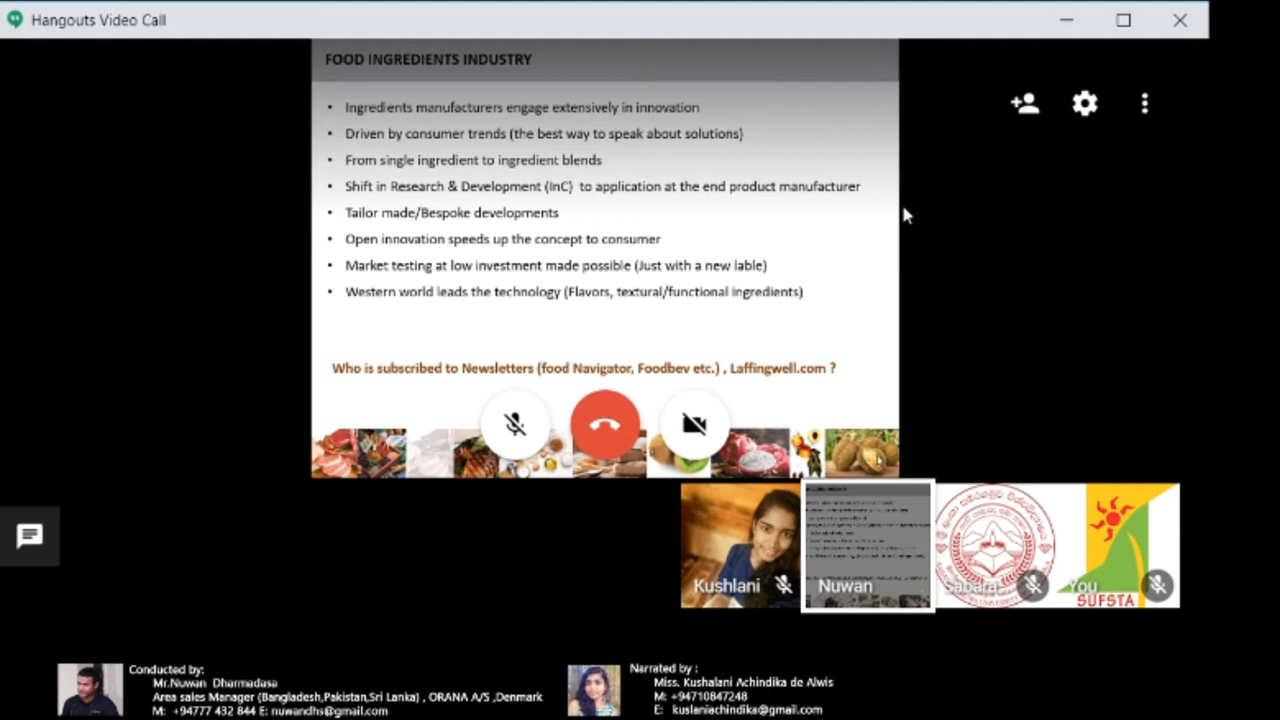 Hangouts Video Call
FOOD INGREDIENTS INDUSTRY
• Ingredients manufacturers engage extensively in innovation
• Driven by consumer trends (the best way to speak about solutions)
• From single ingredient to ingredient blends
• Shift in Research & Development (InC) to application at the end product manufacturer
• Tailor made/Bespoke developments
• Open innovation speeds up the concept to consumer
• Market testing at low investment made possible (Just with a new lable)
• Western world leads the technology (Flavors, textural/functional ingredients)
Who is subscribed to Newsletters (food Navigator, Foodbev etc.) , Laffingwell.com ?
Kushlani
Nuwan
You
SUFSTA
Conducted by:
Mr.Nuwan Dharmadasa
Area sales Manager (Bangladesh,Pakistan,Sri Lanka) , ORANA A/S ,Denmark
M: +94777 432 844 E: nuwandhs@gmail.com
Narrated by :
Miss. Kushalani Achindika de Alwis
M: +94710847248
E: kuslaniachindika@gmail.com